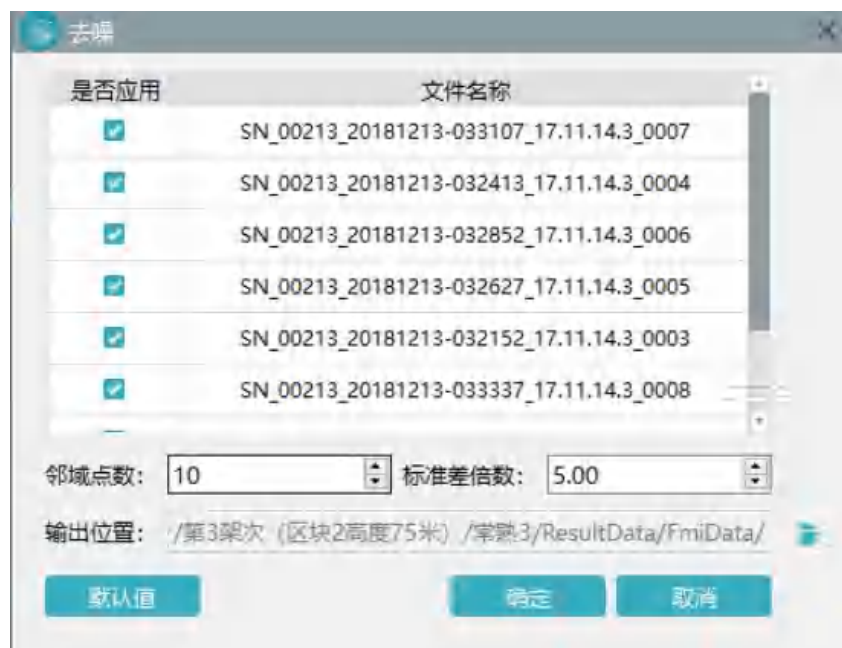 去噪
是否应用 文件名称
SN_00213_20181213-033107_17.11.14.3_0007
SN_00213_20181213-032413_17.11.14.3_0004
SN_00213_20181213-032852_17.11.14.3_0006
SN_00213_20181213-032627_17.11.14.3_0005
SN_00213_20181213-032152_17.11.14.3_0003
SN_00213_20181213-033337_17.11.14.3_0008
邻域点数： 10 标准差倍数： 5.00
输出位置： /第3架次（区块2高度75米）/常熟3/ResultData/FmiData/
默认值 确定 取消